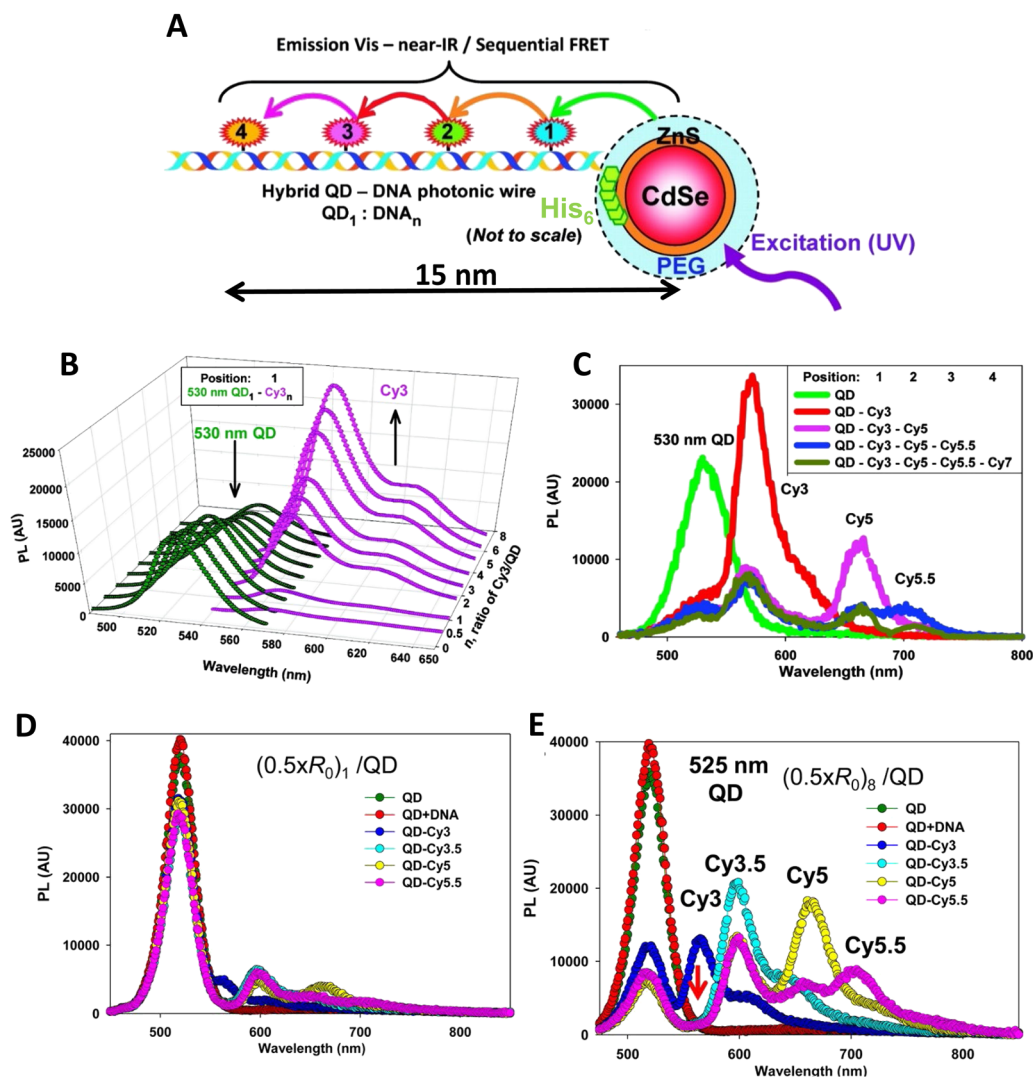 A
Emission Vis – near-IR / Sequential FRET
4
3
2
1
ZnS
CdSe
Hybrid QD – DNA photonic wire
QD1 : DNAn
His6
(Not to scale)
PEG
Excitation (UV)
15 nm
B
Position: 1
530 nm QD1 - Cy3n
Cy3
530 nm QD
PL (AU)
25000
20000
15000
10000
5000
0
500
520
540
560
580
600
620
640
650
Wavelength (nm)
8
6
5
4
3
2
1
0.5
0
n, ratio of Cy3/QD
C
Position: 1 2 3 4
QD
QD - Cy3
QD - Cy3 - Cy5
QD - Cy3 - Cy5 - Cy5.5
QD - Cy3 - Cy5 - Cy5.5 - Cy7
530 nm QD
Cy3
Cy5
Cy5.5
PL (AU)
30000
20000
10000
0
500
600
700
800
Wavelength (nm)
D
(0.5xR0)1 /QD
QD
QD+DNA
QD-Cy3
QD-Cy3.5
QD-Cy5
QD-Cy5.5
PL (AU)
40000
30000
20000
10000
0
500
600
700
800
Wavelength (nm)
E
525 nm
QD
(0.5xR0)8 /QD
QD
QD+DNA
QD-Cy3
QD-Cy3.5
QD-Cy5
QD-Cy5.5
Cy3
Cy3.5
Cy5
Cy5.5
PL (AU)
40000
30000
20000
10000
0
500
600
700
800
Wavelength (nm)